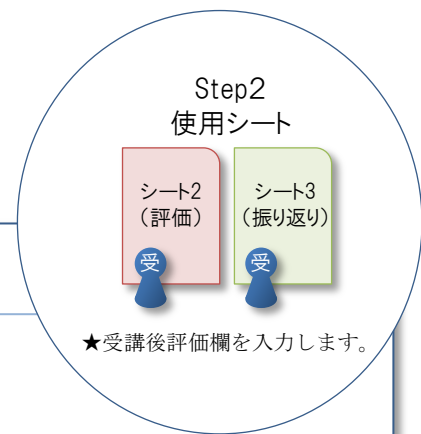 Step2
使用シート
シート2
（評価）
シート3
（振り返り）
受
受
★受講後評価欄を入力します。